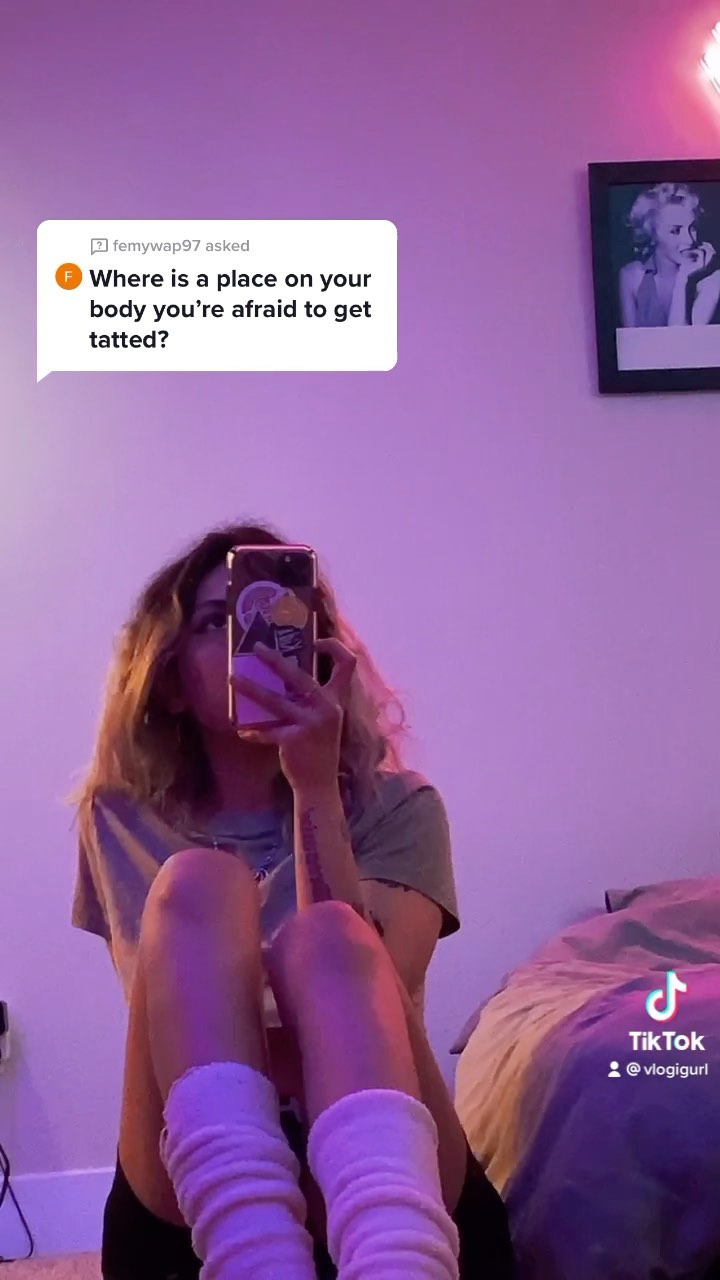 femywap97 asked
F
Where is a place on your
body you're afraid to get
tatted?
TikTok
@vlogigurl